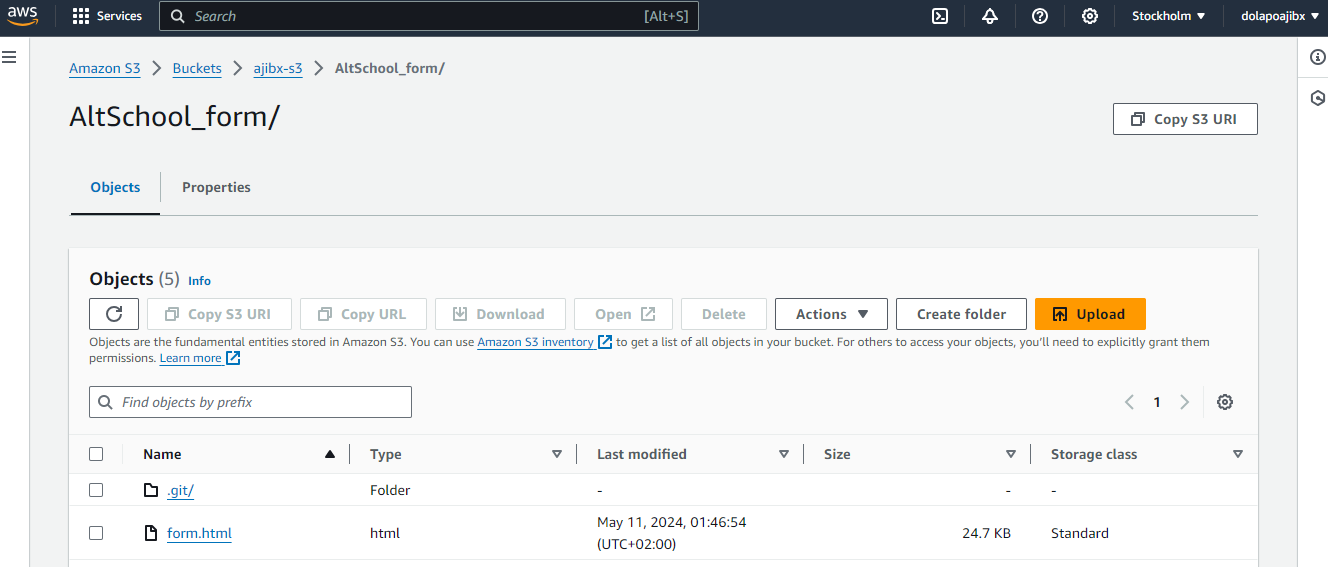 aws Services Search [Alt+S] Stockholm ▼ dolapoajibx ▼
Amazon S3 > Buckets > ajibx-s3 > AltSchool_form/
AltSchool_form/
Copy S3 URI
Objects Properties
Objects (5) Info
Copy S3 URI Copy URL Download Open Delete Actions ▼ Create folder Upload
Objects are the fundamental entities stored in Amazon S3. You can use Amazon S3 inventory to get a list of all objects in your bucket. For others to access your objects, you'll need to explicitly grant them
permissions. Learn more
Find objects by prefix
1
Name Type Last modified Size Storage class
.git/ Folder - - -
form.html html May 11, 2024, 01:46:54 (UTC+02:00) 24.7 KB Standard